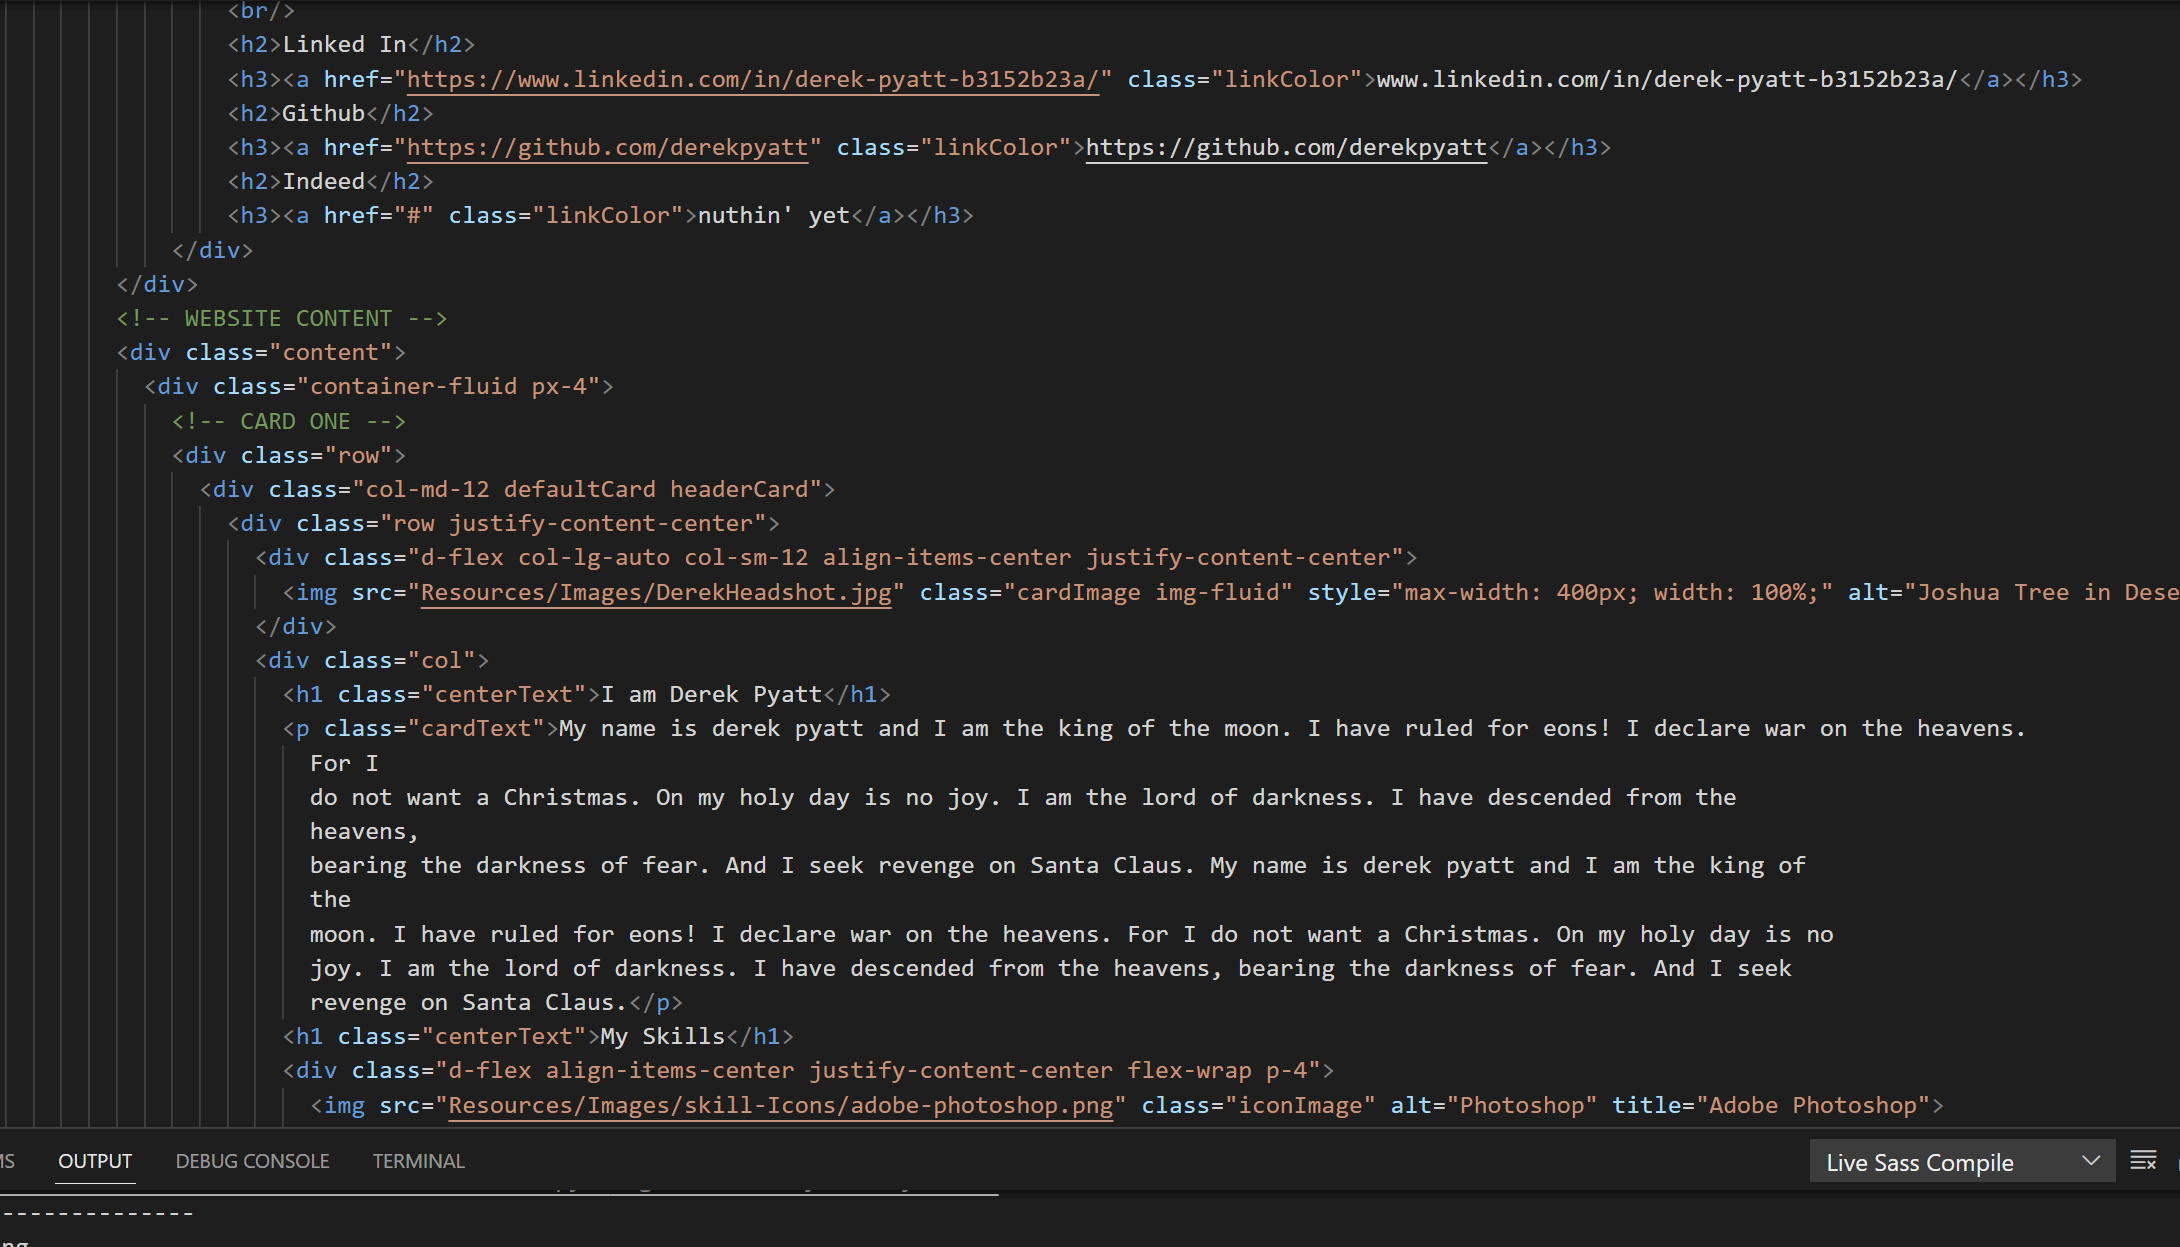 <br/>
<h2>Linked In</h2>
<h3><a href="https://www.linkedin.com/in/derek-pyatt-b3152b23a/" class="linkColor">www.linkedin.com/in/derek-pyatt-b3152b23a/</a></h3>
<h2>Github</h2>
<h3><a href="https://github.com/derekpyatt" class="linkColor">https://github.com/derekpyatt</a></h3>
<h2>Indeed</h2>
<h3><a href="#" class="linkColor">nuthin' yet</a></h3>
</div>
</div>
<!-- WEBSITE CONTENT -->
<div class="content">
<div class="container-fluid px-4">
<!-- CARD ONE -->
<div class="row">
<div class="col-md-12 defaultCard headerCard">
<div class="row justify-content-center">
<div class="d-flex col-lg-auto col-sm-12 align-items-center justify-content-center">
<img src="Resources/Images/DerekHeadshot.jpg" class="cardImage img-fluid" style="max-width: 400px; width: 100%;" alt="Joshua Tree in Dese
</div>
<div class="col">
<h1 class="centerText">I am Derek Pyatt</h1>
<p class="cardText">My name is derek pyatt and I am the king of the moon. I have ruled for eons! I declare war on the heavens.
For I
do not want a Christmas. On my holy day is no joy. I am the lord of darkness. I have descended from the
heavens,
bearing the darkness of fear. And I seek revenge on Santa Claus. My name is derek pyatt and I am the king of
the
moon. I have ruled for eons! I declare war on the heavens. For I do not want a Christmas. On my holy day is no
joy. I am the lord of darkness. I have descended from the heavens, bearing the darkness of fear. And I seek
revenge on Santa Claus.</p>
<h1 class="centerText">My Skills</h1>
<div class="d-flex align-items-center justify-content-center flex-wrap p-4">
<img src="Resources/Images/skill-Icons/adobe-photoshop.png" class="iconImage" alt="Photoshop" title="Adobe Photoshop">
MS OUTPUT DEBUG CONSOLE TERMINAL Live Sass Compile
--------------